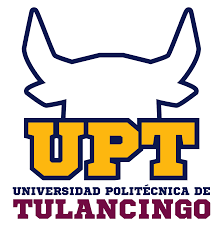 UPT
UNIVERSIDAD POLITÉCNICA DE
TULANCINGO